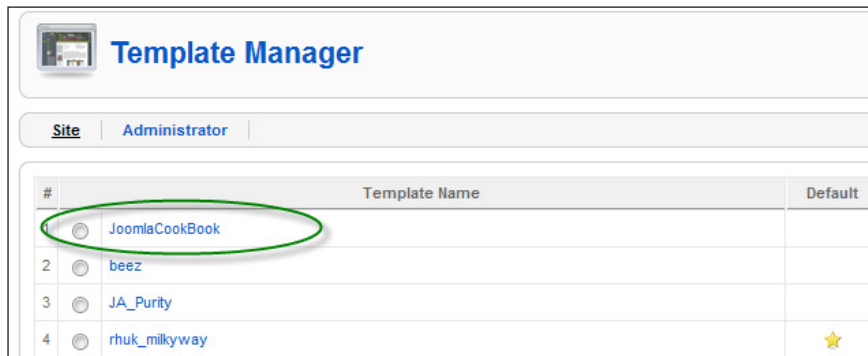 Template Manager
Site Administrator
# Template Name Default
1 JoomlaCookBook
2 beez
3 JA_Purity
4 rhuk_milkyway